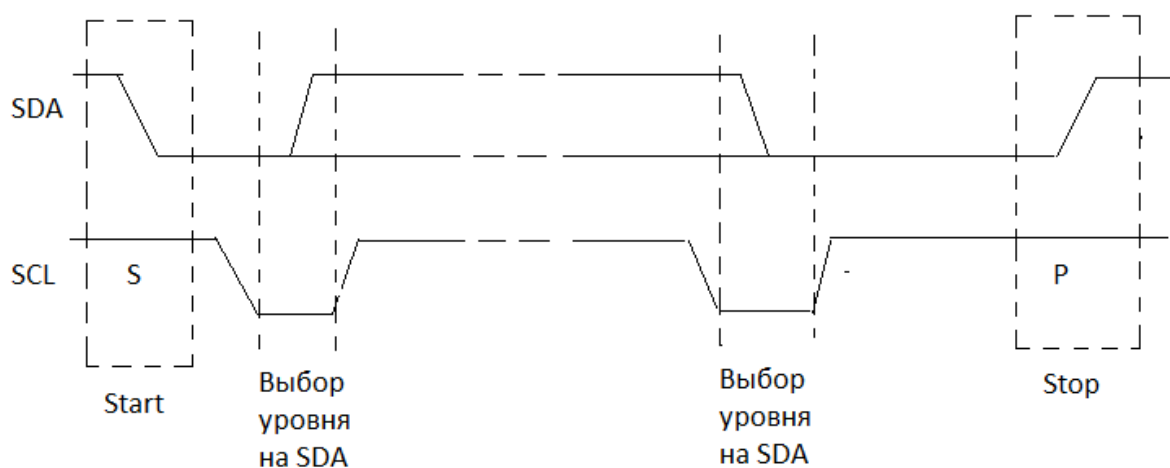 SDA
SCL
S
P
Start
Выбор
уровня
на SDA
Выбор
уровня
на SDA
Stop